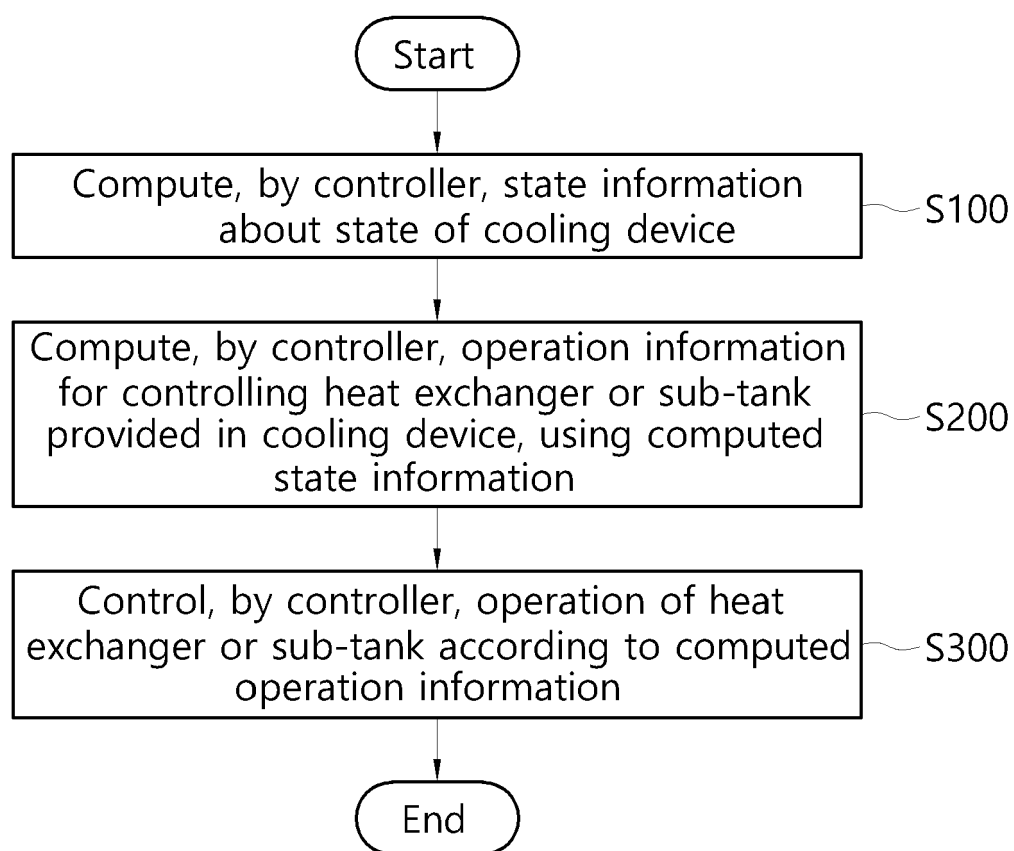 Start
Compute, by controller, state information
about state of cooling device
S100
Compute, by controller, operation information
for controlling heat exchanger or sub-tank
provided in cooling device, using computed
state information
S200
Control, by controller, operation of heat
exchanger or sub-tank according to computed
operation information
S300
End